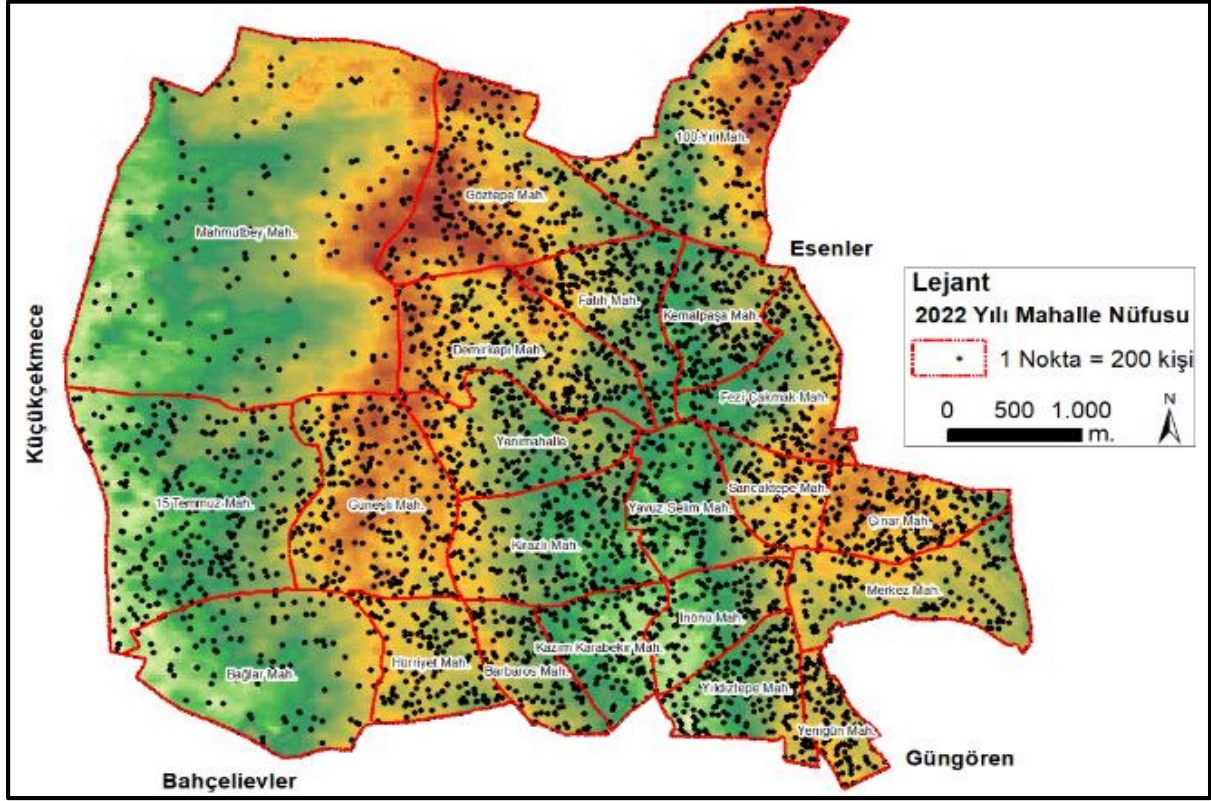 100.Yıl Mah.
Göztepe Mah.
Mahmutbey Mah.
Esenler
Lejant
2022 Yılı Mahalle Nüfusu
1 Nokta = 200 kişi
0 500 1.000
m.
N
Fatih Mah.
Kemalpaşa Mah.
Demirkapı Mah.
Fezi Çakmak Mah.
Küçükçekmece
Yenimahalle
15 Temmuz Mah.
Güneşli Mah.
Sancaktepe Mah.
Yavuz Selim Mah.
Çınar Mah.
Kirazlı Mah.
Merkez Mah.
İnönü Mah.
Kazım Karabekir Mah.
Hürriyet Mah.
Barbaros Mah.
Bağlar Mah.
Yıldıztepe Mah.
Yenigün Mah.
Güngören
Bahçelievler